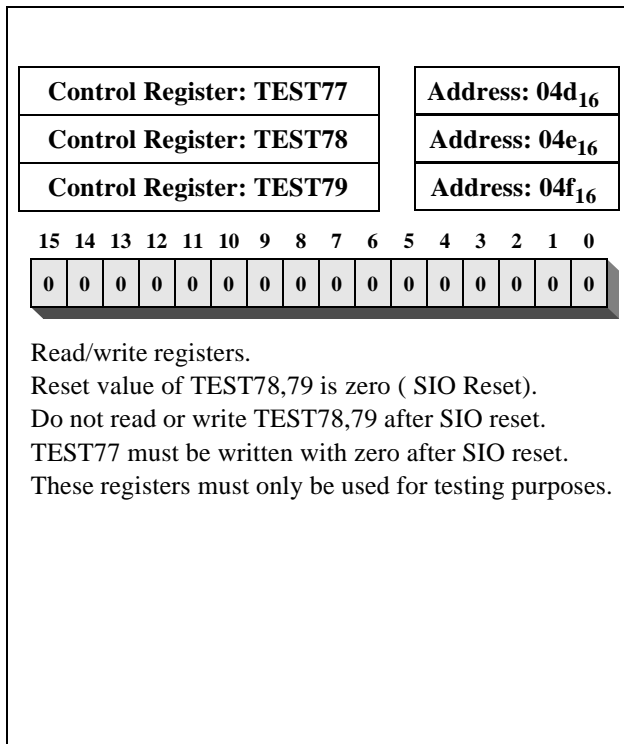 Control Register: TEST77 Address: 04d16
Control Register: TEST78 Address: 04e16
Control Register: TEST79 Address: 04f16
15 14 13 12 11 10 9 8 7 6 5 4 3 2 1 0
0 0 0 0 0 0 0 0 0 0 0 0 0 0 0 0
Read/write registers.
Reset value of TEST78,79 is zero ( SIO Reset).
Do not read or write TEST78,79 after SIO reset.
TEST77 must be written with zero after SIO reset.
These registers must only be used for testing purposes.